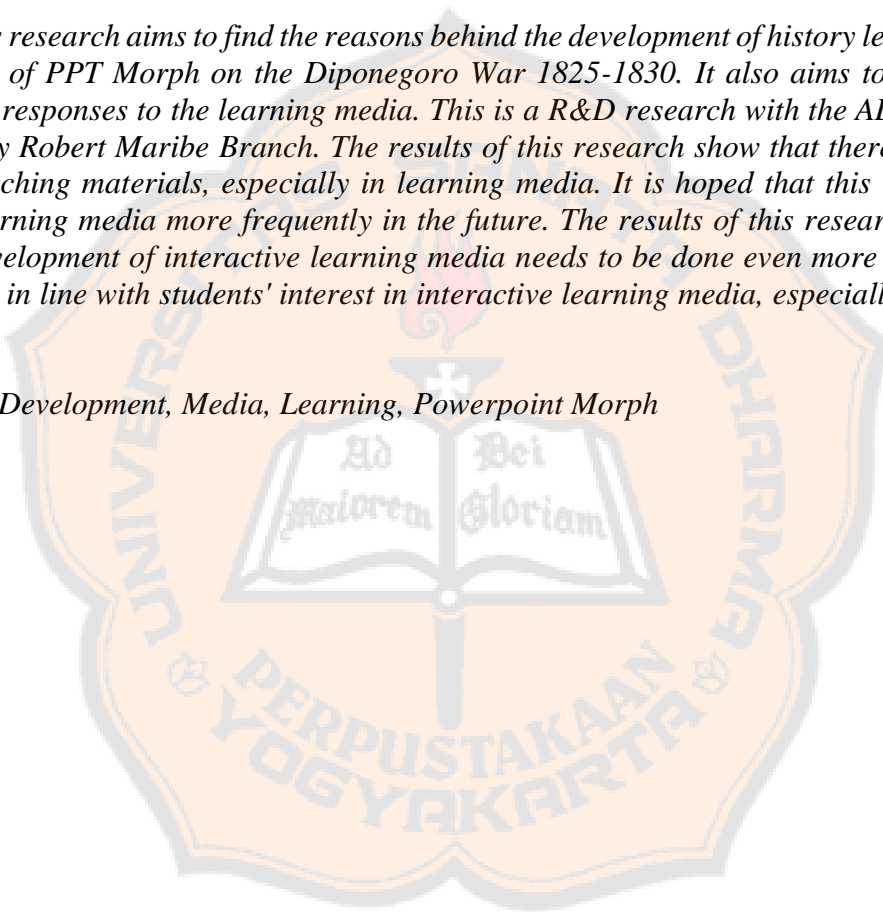 research aims to find the reasons behind the development of history le
of PPT Morph on the Diponegoro War 1825-1830. It also aims to
responses to the learning media. This is a R&D research with the
y Robert Maribe Branch. The results of this research show that there
ching materials, especially in learning media. It is hoped that this
rning media more frequently in the future. The results of this resear
velopment of interactive learning media needs to be done even more
in line with students' interest in interactive learning media, especiall
Development, Media, Learning, Powerpoint Morph
UNIVERSITAS SANATA DHARMA
Ad Dei
maiorem Gloriam
PERPUSTAKAAN
YOGYAKARTA